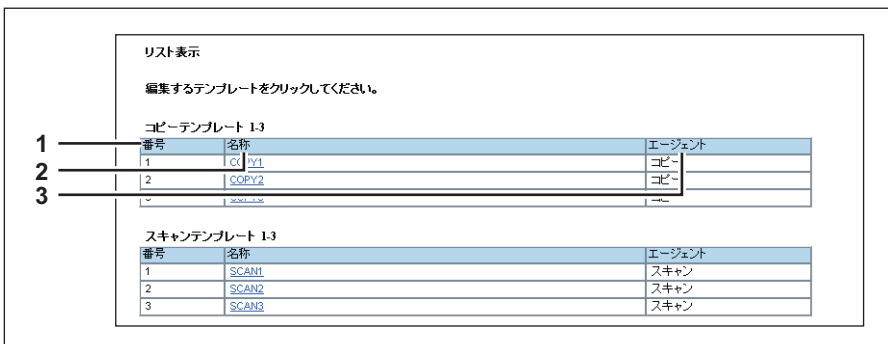 リスト表示
編集するテンプレートをクリックしてください。
コピーテンプレート 1-3
1 番号 名称 エージェント
1 コピー
2
2 COPY2 コピー
3
スキャンテンプレート 1-3
番号 名称 エージェント
1 SCAN1 スキャン
2 SCAN2 スキャン
3 SCAN3 スキャン